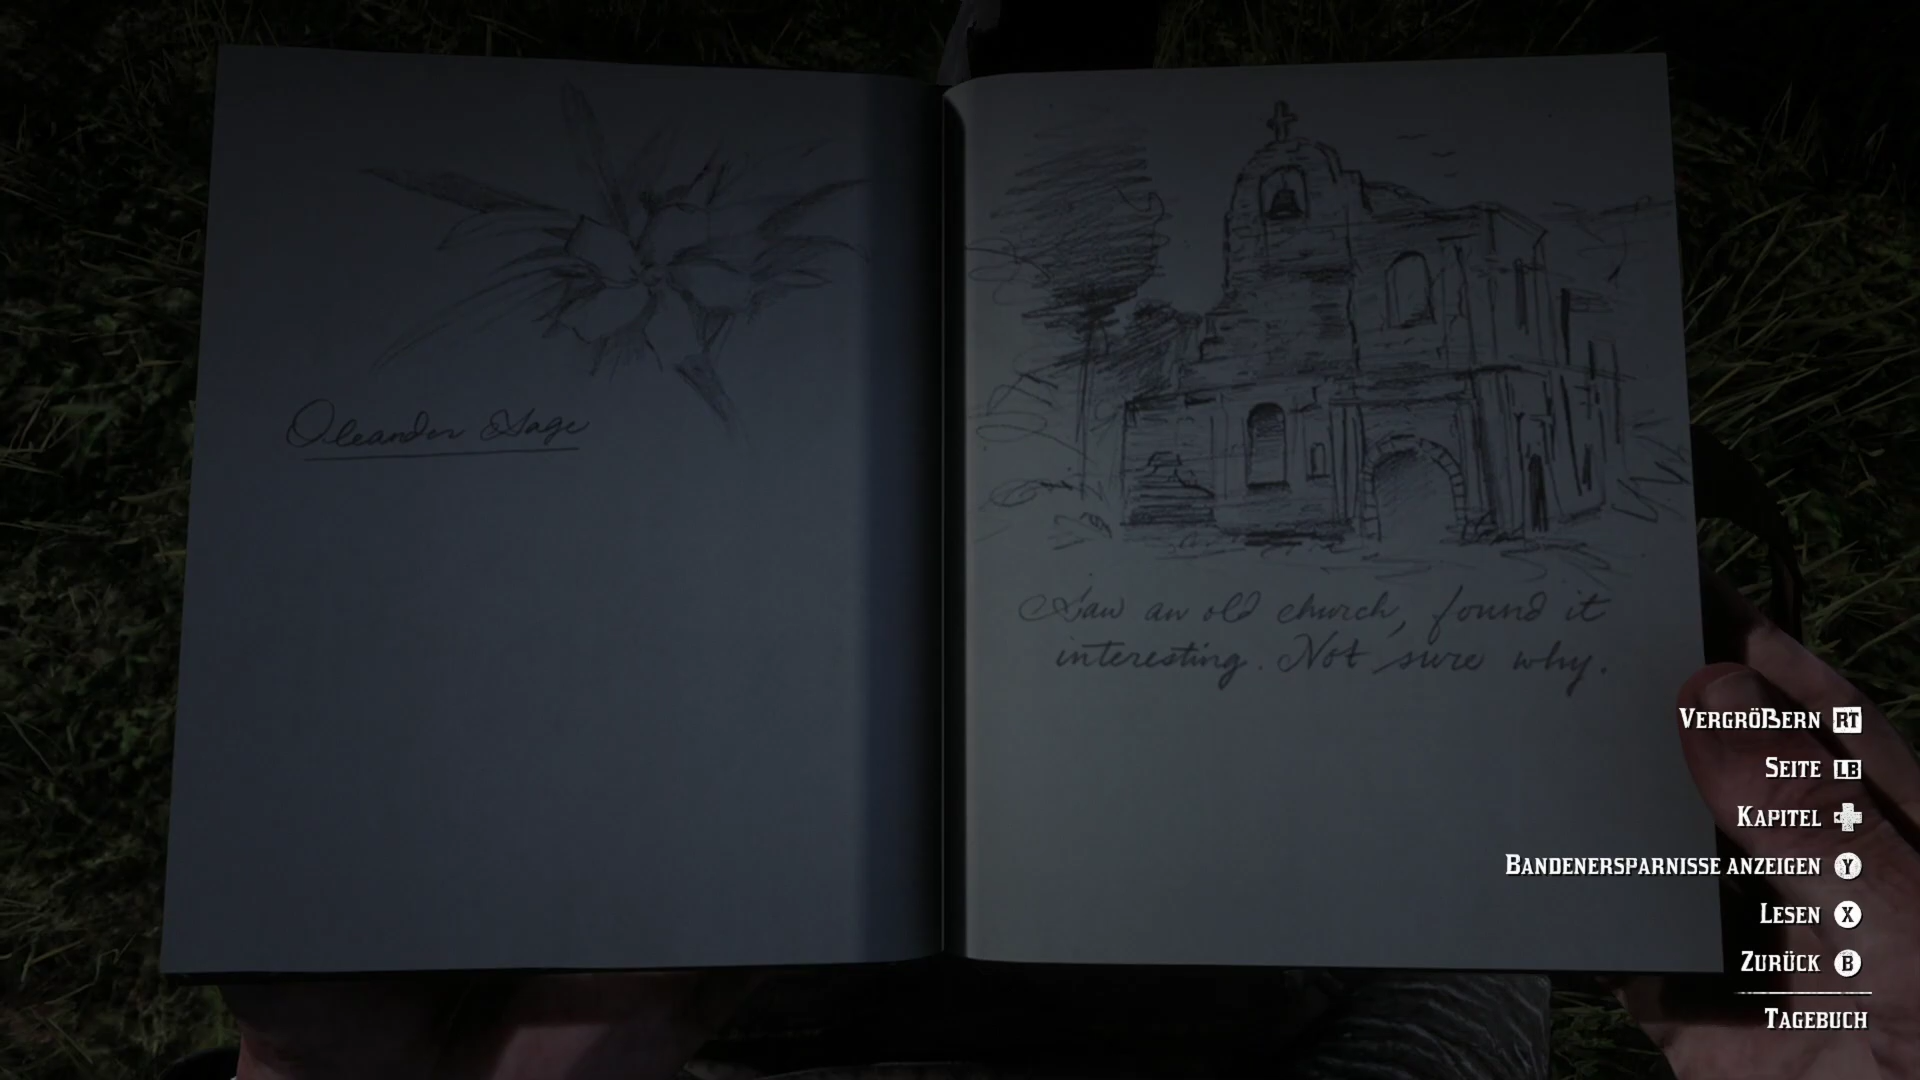 Oleander Sage
Saw an old church, found it
interesting. Not sure why.
VERGRÖẞERN RT
SEITE LB
KAPITEL
BANDENERSPARNISSE ANZEIGEN Y
LESEN X
ZURÜCK B
TAGEBUCH